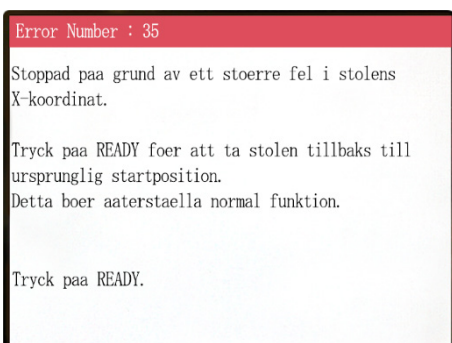 Error Number : 35
Stoppad paa grund av ett stoerre fel i stolens
X-koordinat.
Tryck paa READY foer att ta stolen tillbaks till
ursprunglig startposition.
Detta boer aaterstaella normal funktion.
Tryck paa READY.